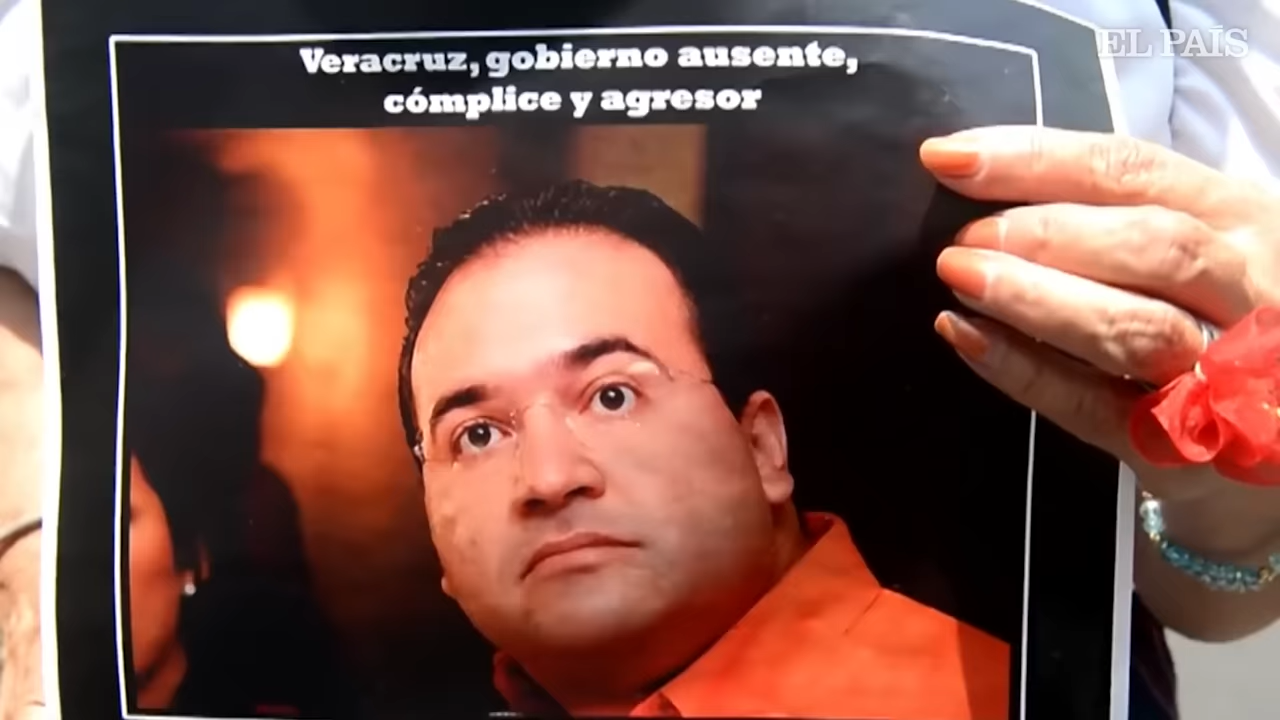 EL PAÍS
Veracruz, gobierno ausente,
cómplice y agresor